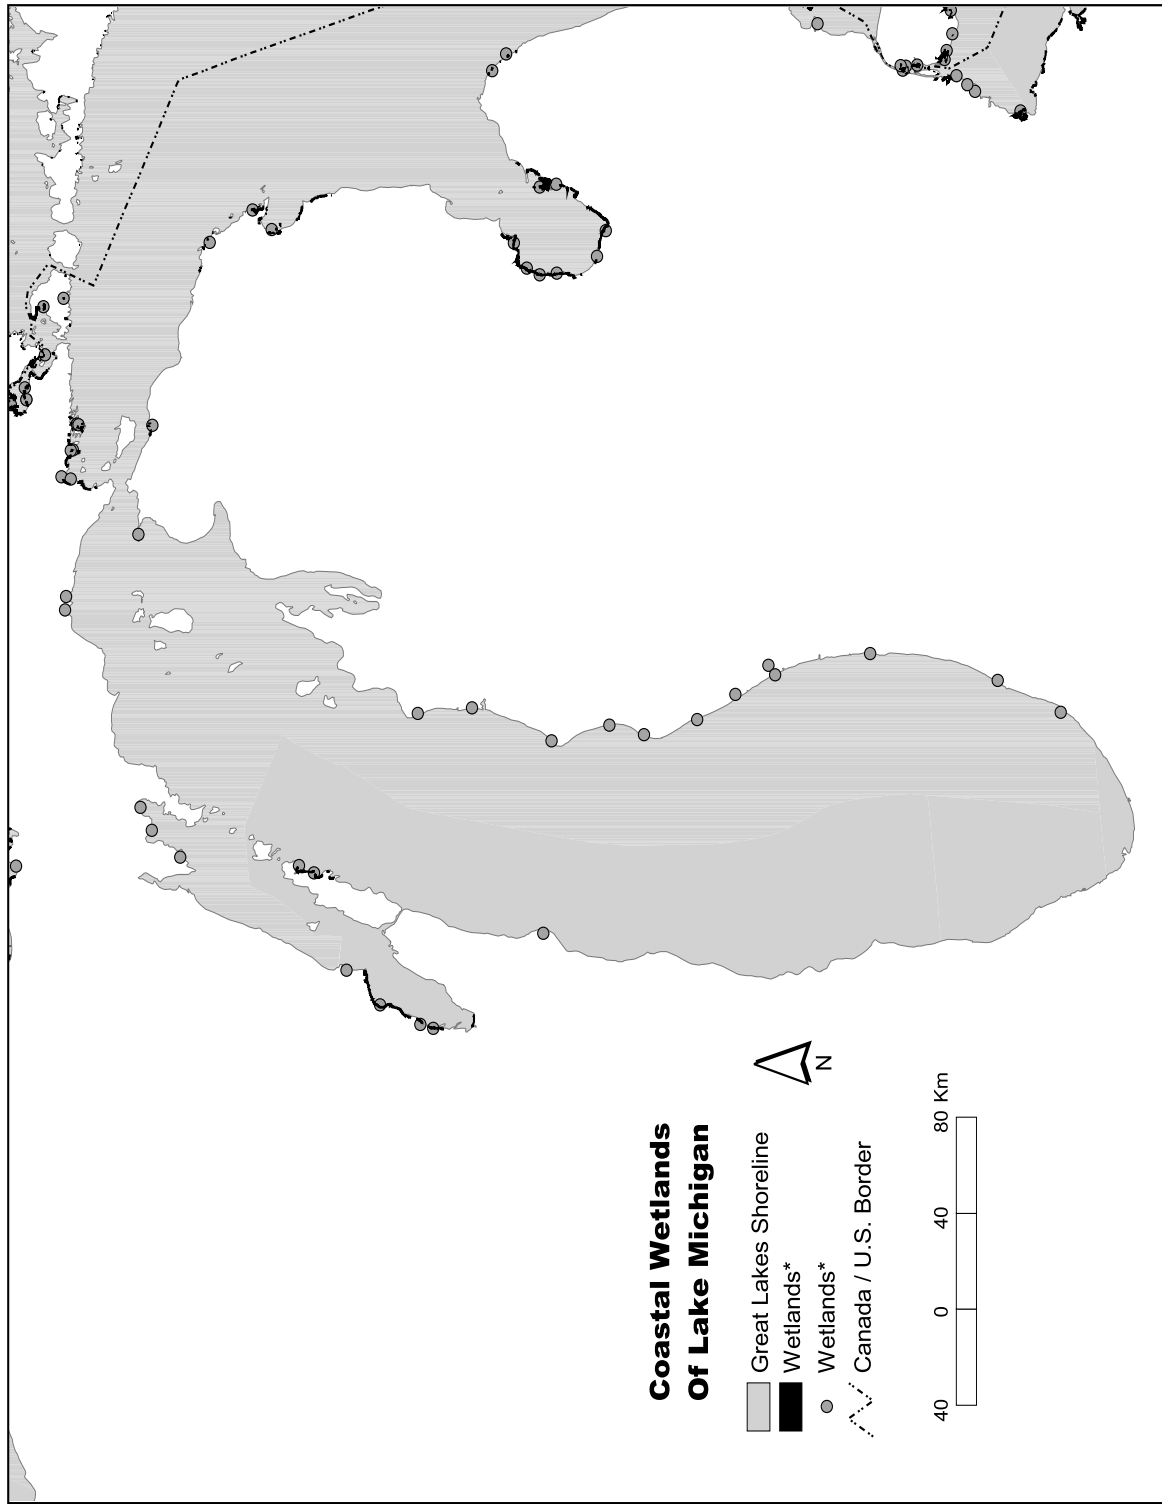 Coastal Wetlands
Of Lake Michigan
Great Lakes Shoreline
Wetlands*
Wetlands*
Canada / U.S. Border
N
40 0 40 80 Km